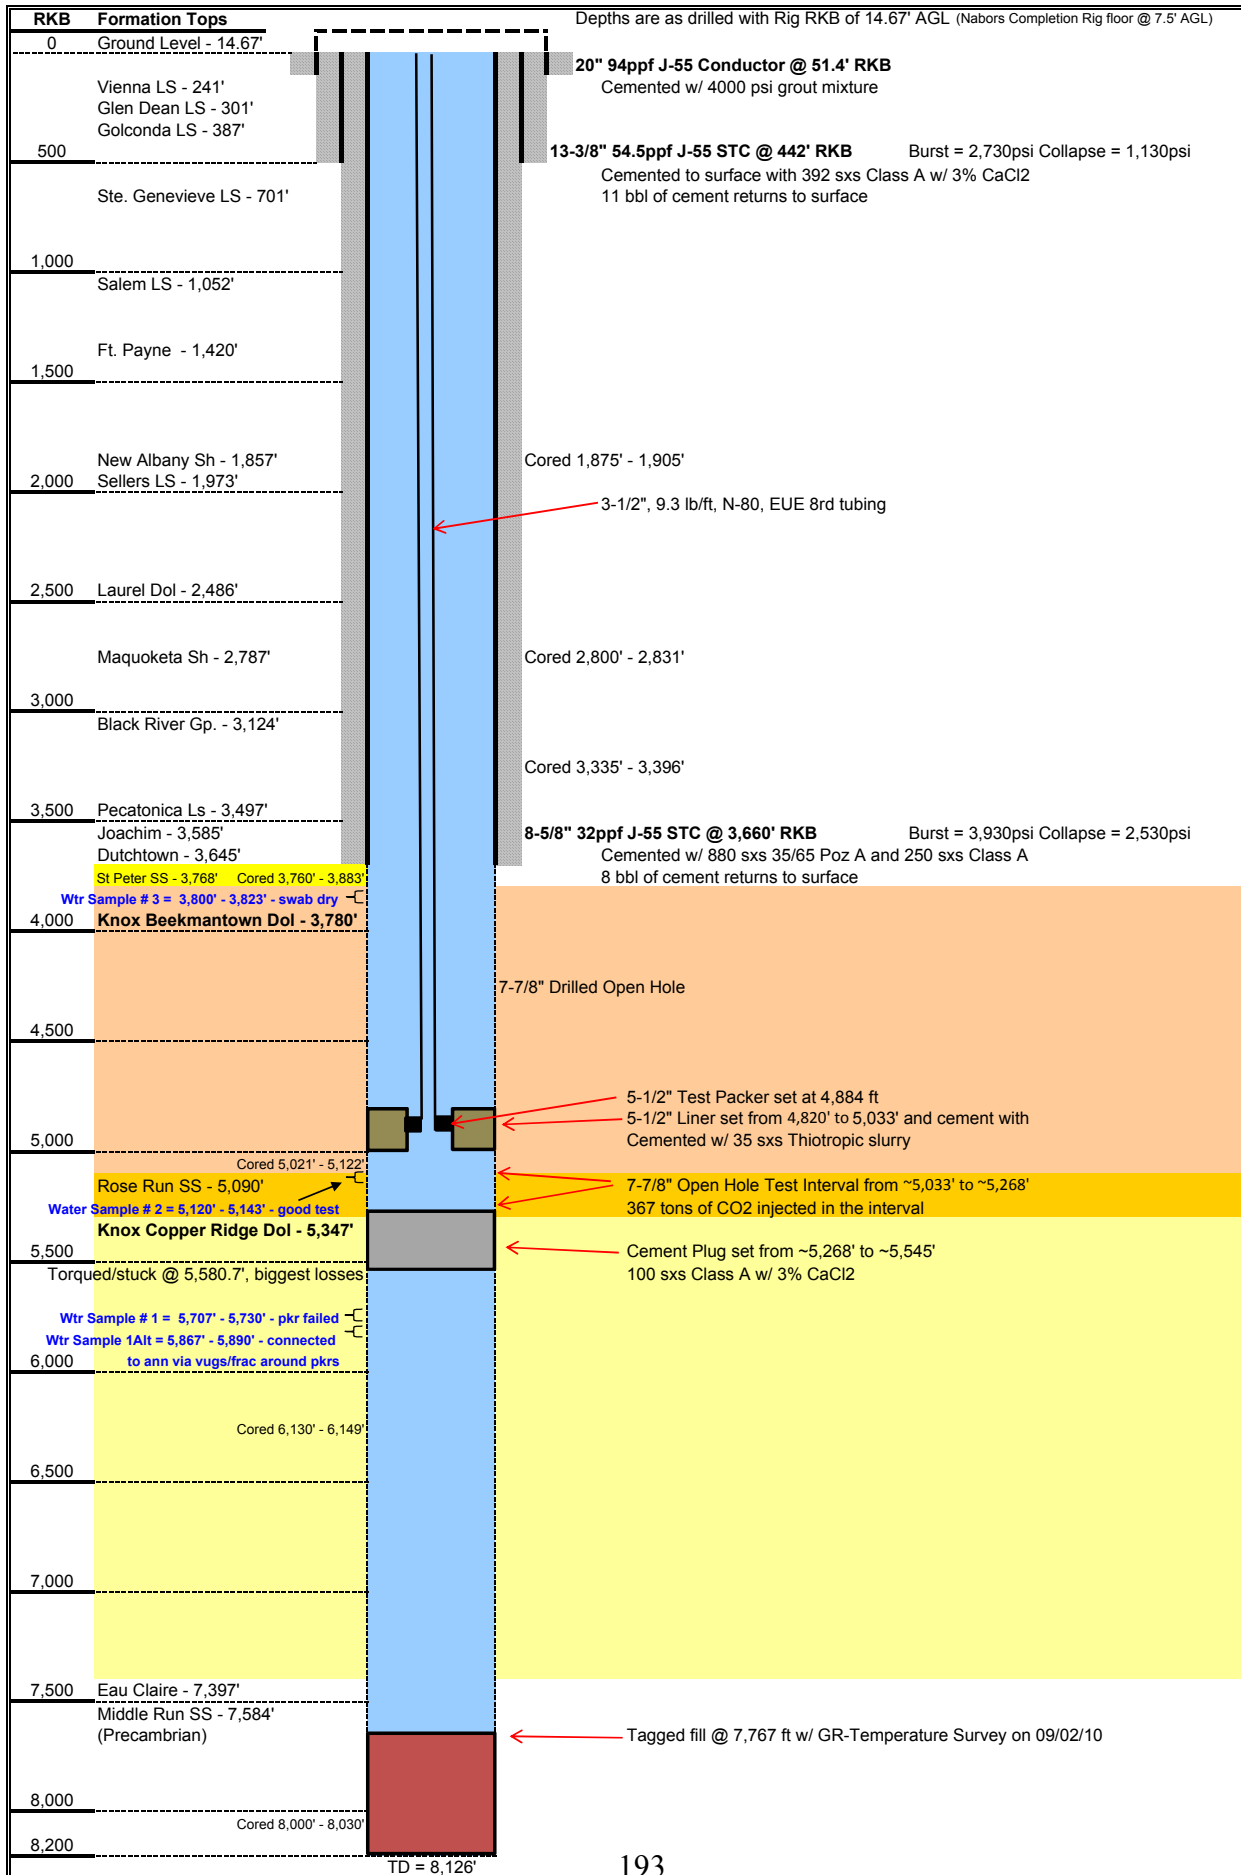 RKB Formation Tops Depths are as drilled with Rig RKB of 14.67' AGL (Nabors Completion Rig floor @ 7.5' AGL)
0 Ground Level - 14.67'
20" 94ppf J-55 Conductor @ 51.4' RKB
Vienna LS - 241' Cemented w/ 4000 psi grout mixture
Glen Dean LS - 301'
Golconda LS - 387'
500 13-3/8" 54.5ppf J-55 STC @ 442' RKB Burst = 2,730psi Collapse = 1,130psi
Cemented to surface with 392 sxs Class A w/ 3% CaCl2
Ste. Genevieve LS - 701' 11 bbl of cement returns to surface
1,000
Salem LS - 1,052'
Ft. Payne - 1,420'
1,500
New Albany Sh - 1,857' Cored 1,875' - 1,905'
2,000 Sellers LS - 1,973'
3-1/2", 9.3 lb/ft, N-80, EUE 8rd tubing
2,500 Laurel Dol - 2,486'
Maquoketa Sh - 2,787' Cored 2,800' - 2,831'
3,000
Black River Gp. - 3,124'
Cored 3,335' - 3,396'
3,500 Pecatonica Ls - 3,497'
Joachim - 3,585' 8-5/8" 32ppf J-55 STC @ 3,660' RKB Burst = 3,930psi Collapse = 2,530psi
Dutchtown - 3,645' Cemented w/ 880 sxs 35/65 Poz A and 250 sxs Class A
St Peter SS - 3,768' Cored 3,760' - 3,883' 8 bbl of cement returns to surface
Wtr Sample # 3 = 3,800' - 3,823' - swab dry
4,000 Knox Beekmantown Dol - 3,780'
7-7/8" Drilled Open Hole
4,500
5-1/2" Test Packer set at 4,884 ft
5-1/2" Liner set from 4,820' to 5,033' and cement with
5,000 Cemented w/ 35 sxs Thiotropic slurry
Cored 5,021' - 5,122'
Rose Run SS - 5,090' 7-7/8" Open Hole Test Interval from ~5,033' to ~5,268'
Water Sample # 2 = 5,120' - 5,143' - good test 367 tons of CO2 injected in the interval
Knox Copper Ridge Dol - 5,347'
5,500 Cement Plug set from ~5,268' to ~5,545'
Torqued/stuck @ 5,580.7', biggest losses 100 sxs Class A w/ 3% CaCl2
Wtr Sample # 1 = 5,707' - 5,730' - pkr failed
Wtr Sample 1Alt = 5,867' - 5,890' - connected
6,000 to ann via vugs/frac around pkrs
Cored 6,130' - 6,149'
6,500
7,000
7,500 Eau Claire - 7,397'
Middle Run SS - 7,584'
(Precambrian) Tagged fill @ 7,767 ft w/ GR-Temperature Survey on 09/02/10
8,000
Cored 8,000' - 8,030'
8,200
TD = 8,126' 193